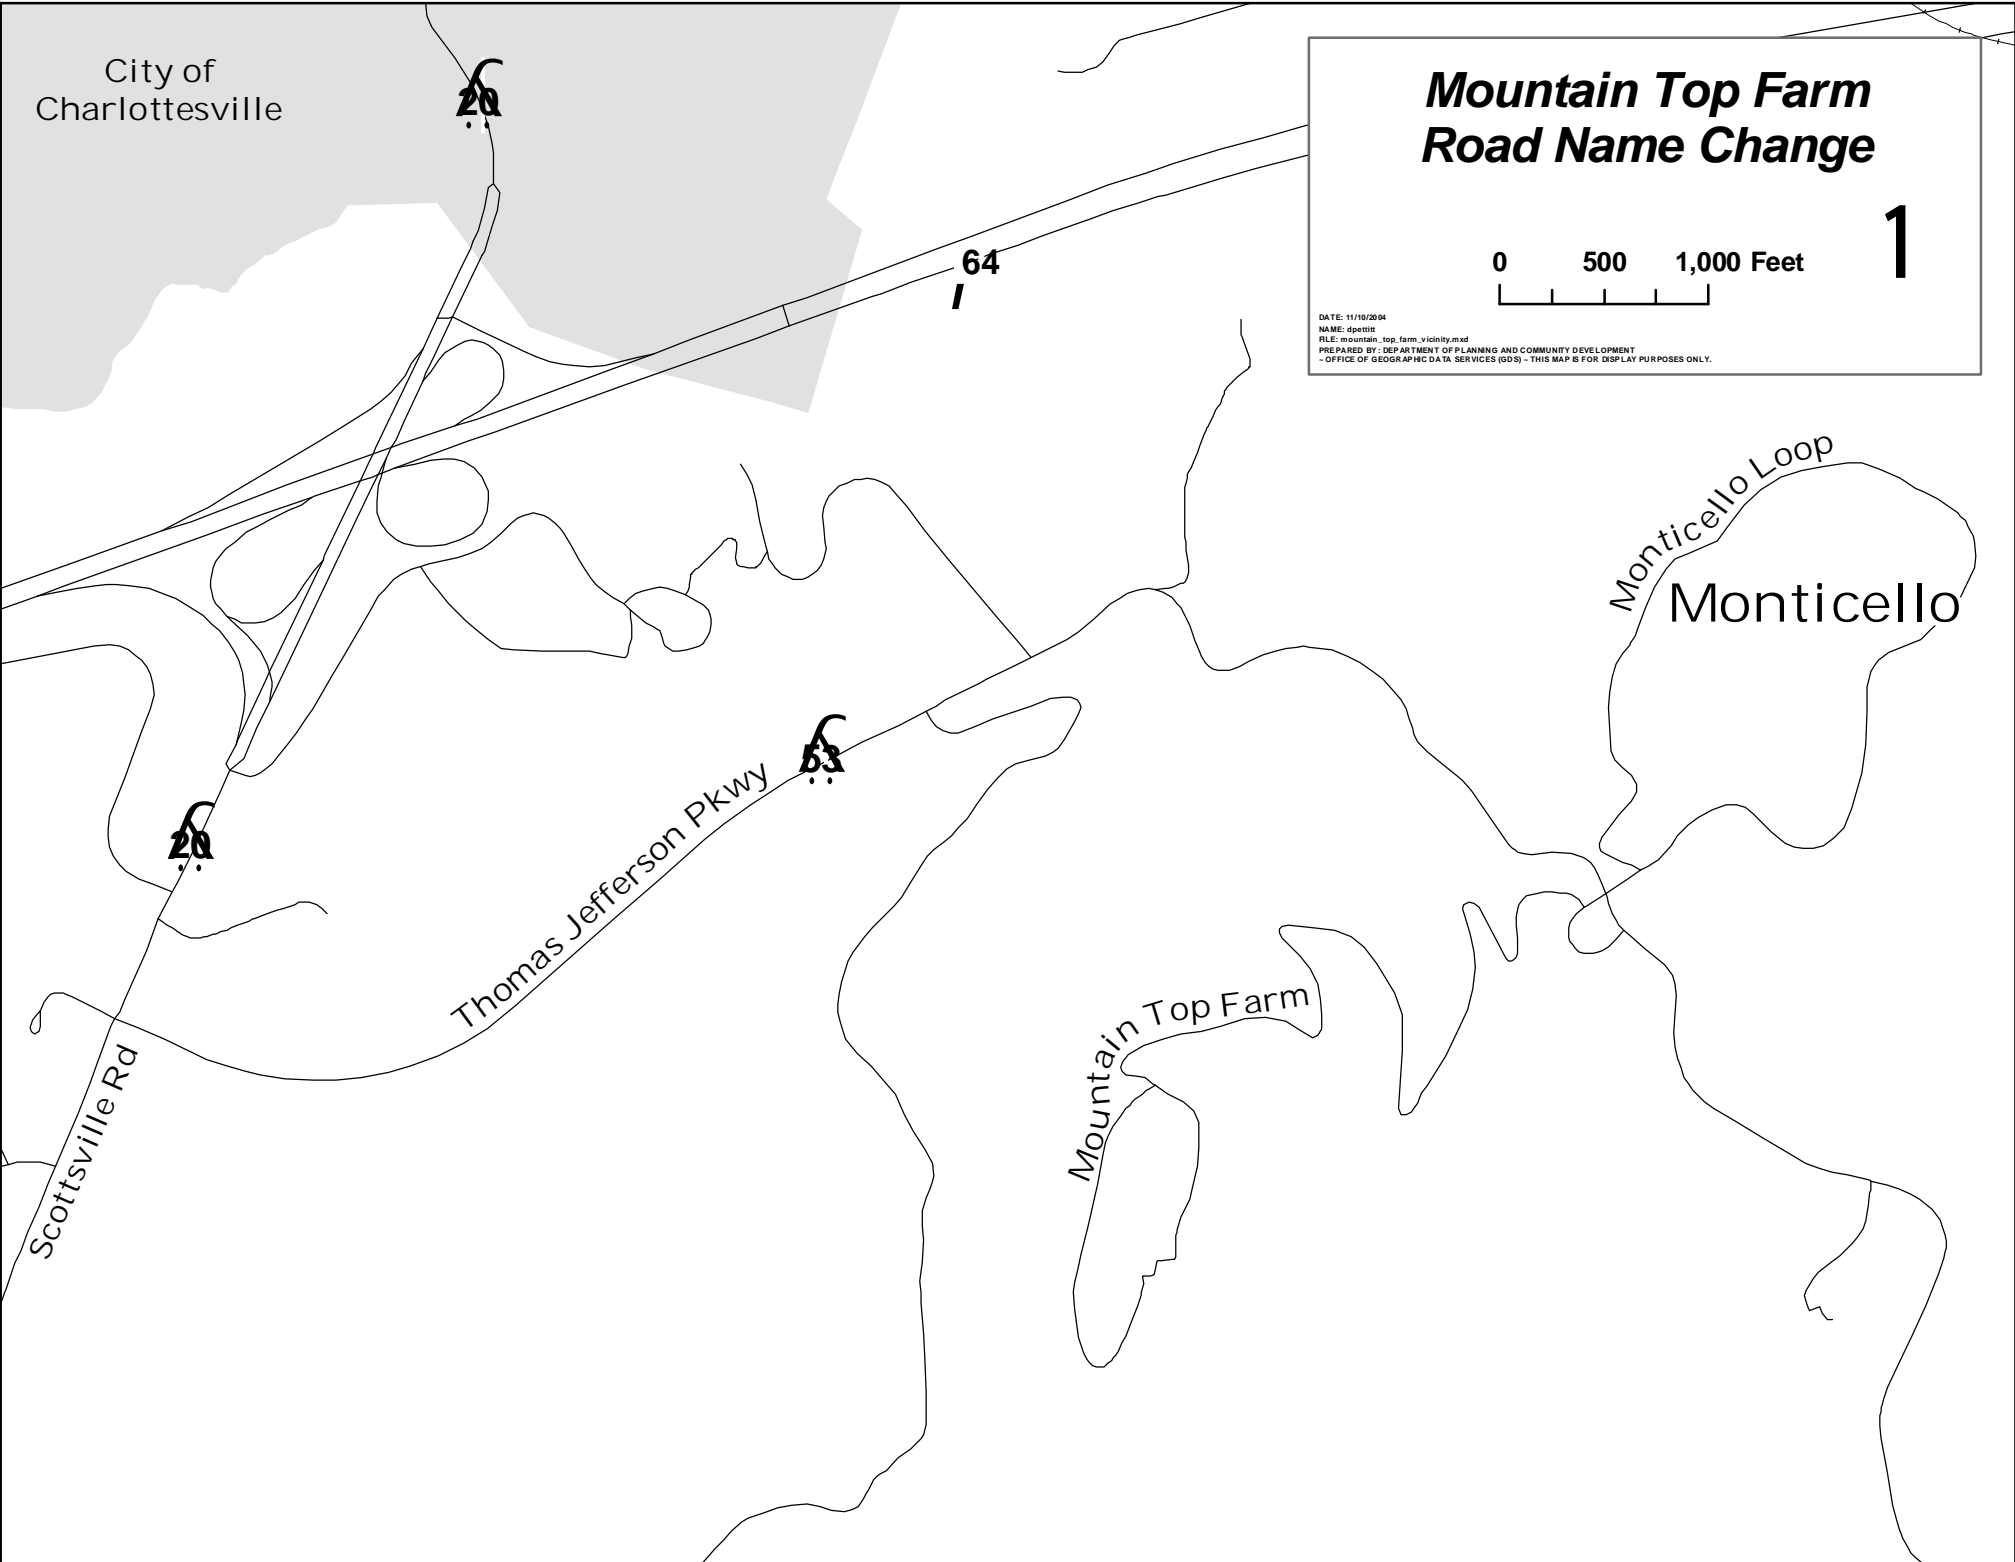 City of
Charlottesville
20
Mountain Top Farm
Road Name Change
1
0 500 1,000 Feet
DATE: 11/10/2004
NAME: dpettitt
FILE: mountain_top_farm_vicinity.mxd
PREPARED BY: DEPARTMENT OF PLANNING AND COMMUNITY DEVELOPMENT
~ OFFICE OF GEOGRAPHIC DATA SERVICES (GDS) ~ THIS MAP IS FOR DISPLAY PURPOSES ONLY.
64
I
Monticello Loop
Monticello
53
Thomas Jefferson Pkwy
20
Mountain Top Farm
Scottsville Rd